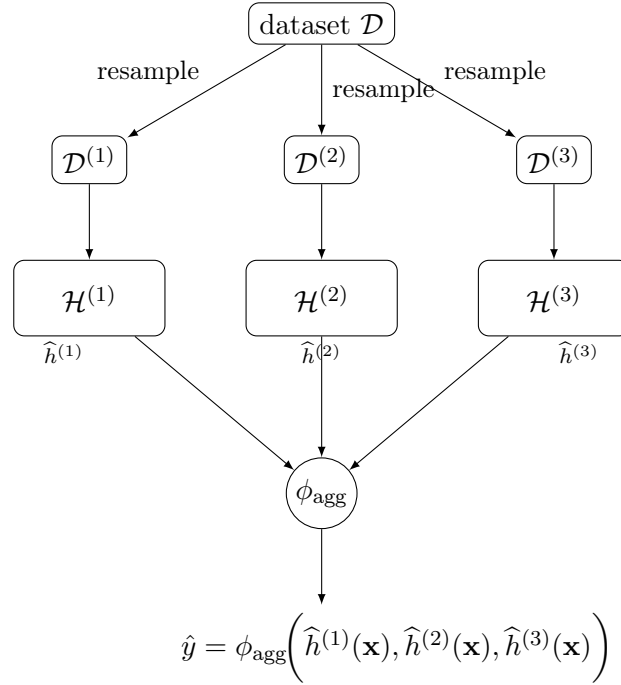 dataset 𝒟
resample resample resample
𝒟⁽¹⁾ 𝒟⁽²⁾ 𝒟⁽³⁾
ℋ⁽¹⁾ ℋ⁽²⁾ ℋ⁽³⁾
ĥ⁽¹⁾ ĥ⁽²⁾ ĥ⁽³⁾
ϕ_agg
ŷ = ϕ_agg(ĥ⁽¹⁾(𝐱), ĥ⁽²⁾(𝐱), ĥ⁽³⁾(𝐱))